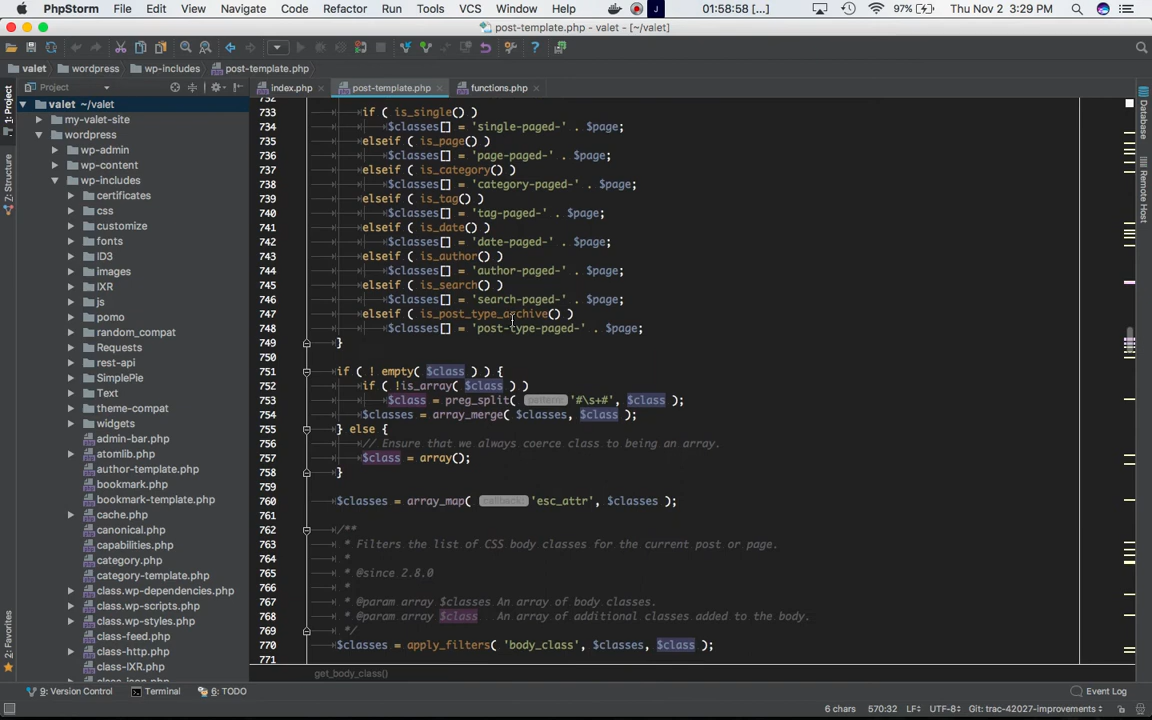 PhpStorm File Edit View Navigate Code Refactor Run Tools VCS Window Help J 01:58:58 [...] 97% Thu Nov 2 3:29 PM
post-template.php - valet - [~/valet]
valet wordpress wp-includes post-template.php
Project index.php post-template.php functions.php
valet ~/valet
my-valet-site
wordpress
wp-admin
wp-content
wp-includes
certificates
css
customize
fonts
ID3
images
IXR
js
pomo
random_compat
Requests
rest-api
SimplePie
Text
theme-compat
widgets
admin-bar.php
atomlib.php
author-template.php
bookmark.php
bookmark-template.php
cache.php
canonical.php
capabilities.php
category.php
category-template.php
class.wp-dependencies.php
class.wp-scripts.php
class.wp-styles.php
class-feed.php
class-http.php
class-IXR.php
1: Project
Z: Structure
2: Favorites
732
733 if ( is_single() )
734 $classes[] = 'single-paged-' . $page;
735 elseif ( is_page() )
736 $classes[] = 'page-paged-' . $page;
737 elseif ( is_category() )
738 $classes[] = 'category-paged-' . $page;
739 elseif ( is_tag() )
740 $classes[] = 'tag-paged-' . $page;
741 elseif ( is_date() )
742 $classes[] = 'date-paged-' . $page;
743 elseif ( is_author() )
744 $classes[] = 'author-paged-' . $page;
745 elseif ( is_search() )
746 $classes[] = 'search-paged-' . $page;
747 elseif ( is_post_type_archive() )
748 $classes[] = 'post-type-paged-' . $page;
749 }
750
751 if ( ! empty( $class ) ) {
752 if ( !is_array( $class ) )
753 $class = preg_split( pattern: '#\s+#', $class );
754 $classes = array_merge( $classes, $class );
755 } else {
756 // Ensure that we always coerce class to being an array.
757 $class = array();
758 }
759
760 $classes = array_map( callback: 'esc_attr', $classes );
761
762 /**
763 * Filters the list of CSS body classes for the current post or page.
764 *
765 * @since 2.8.0
766 *
767 * @param array $classes An array of body classes.
768 * @param array $class An array of additional classes added to the body.
769 */
770 $classes = apply_filters( 'body_class', $classes, $class );
771
get_body_class()
Database
Remote Host
9: Version Control Terminal 6: TODO Event Log
6 chars 570:32 LF÷ UTF-8÷ Git: trac-42027-improvements ÷